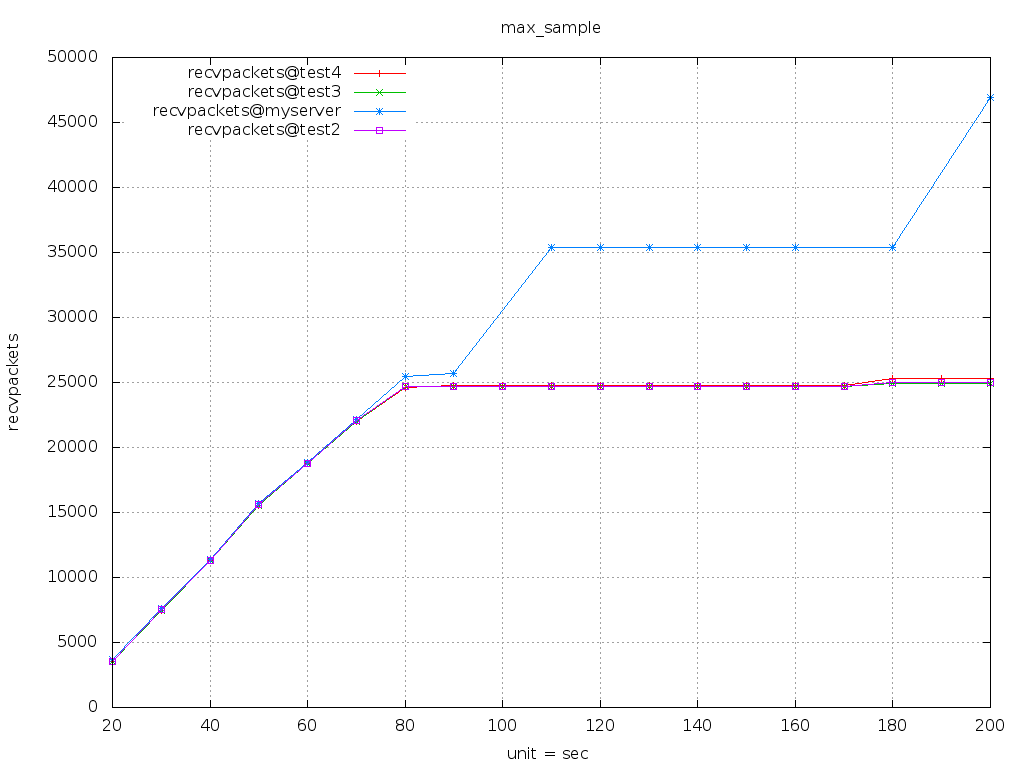 max_sample
recvpackets@test4
recvpackets@test3
recvpackets@myserver
recvpackets@test2
50000
45000
40000
35000
30000
25000
20000
15000
10000
5000
0
recvpackets
20 40 60 80 100 120 140 160 180 200
unit = sec